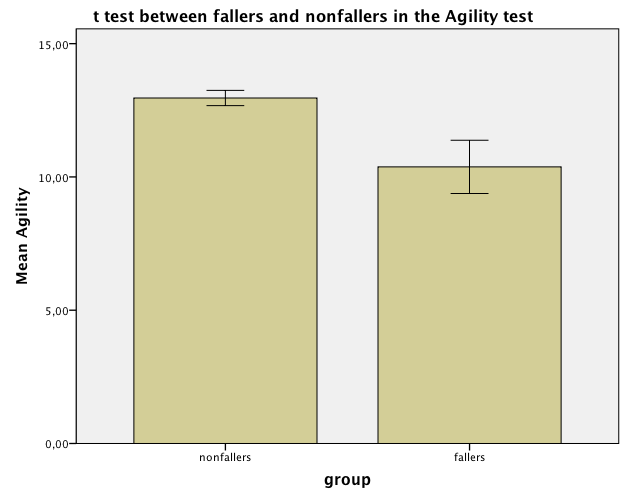 t test between fallers and nonfallers in the Agility test
15,00
10,00
5,00
0,00
Mean Agility
nonfallers
fallers
group